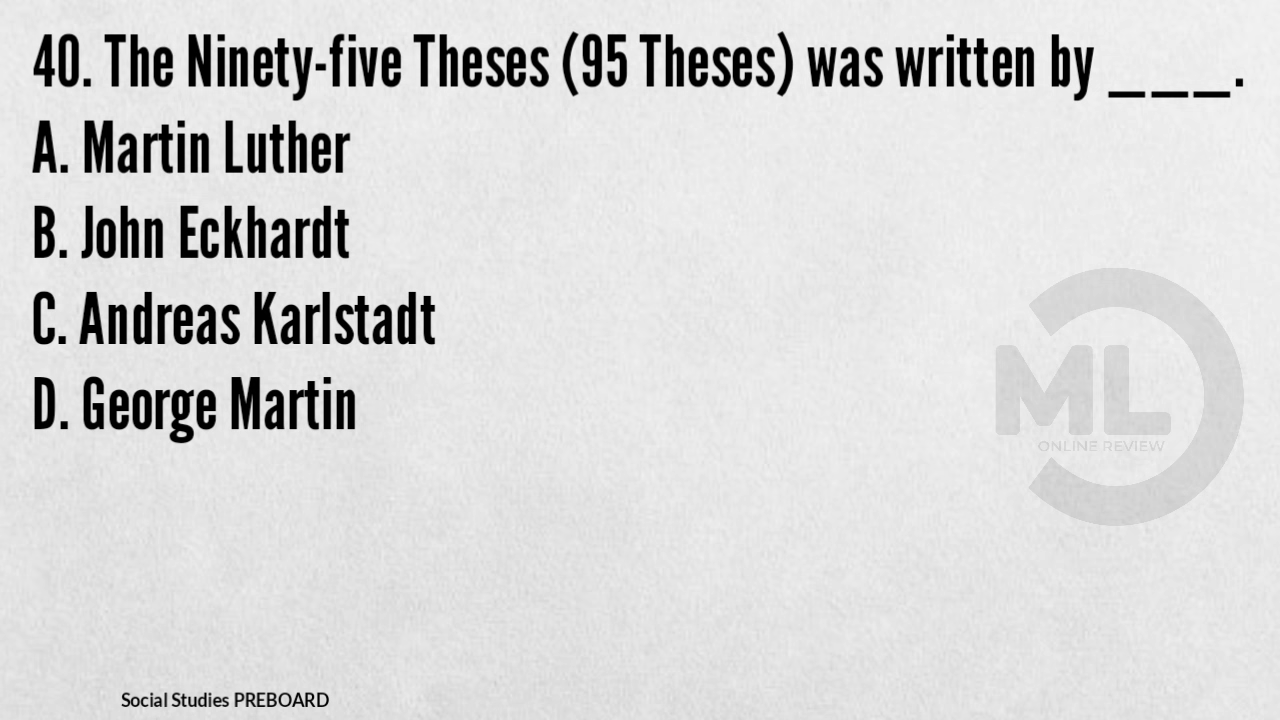 40. The Ninety-five Theses (95 Theses) was written by ___.
A. Martin Luther
B. John Eckhardt
C. Andreas Karlstadt
D. George Martin
ML
ONLINE REVIEW
Social Studies PREBOARD